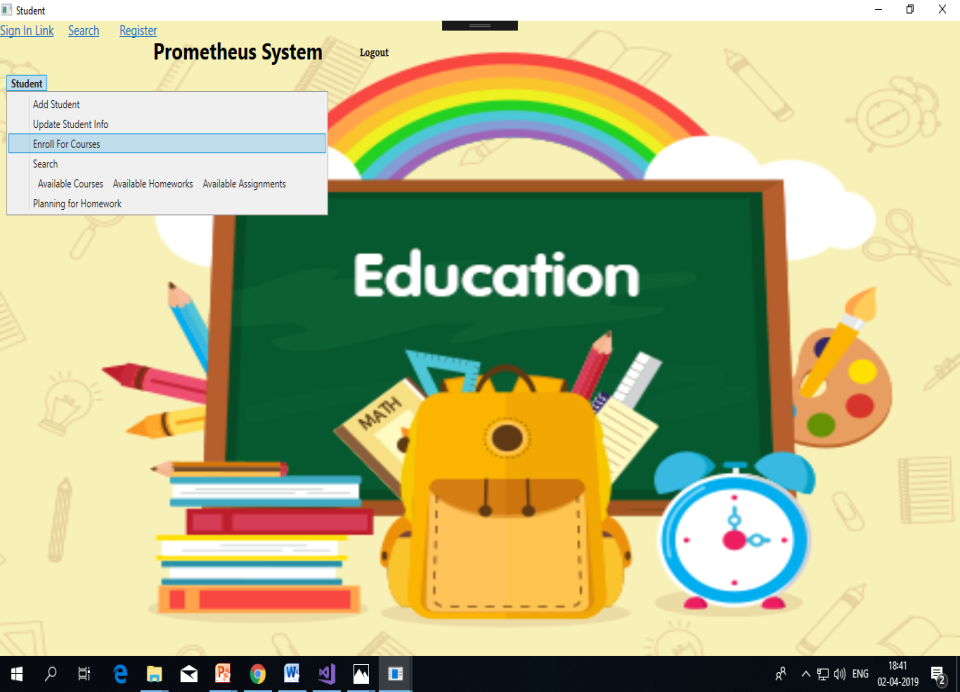 Student
Sign In Link Search Register
Prometheus System Logout
Student
Add Student
Update Student Info
Enroll For Courses
Search
Available Courses Available Homeworks Available Assignments
Planning for Homework
Education
MATH
ENG
18:41
02-04-2019
2